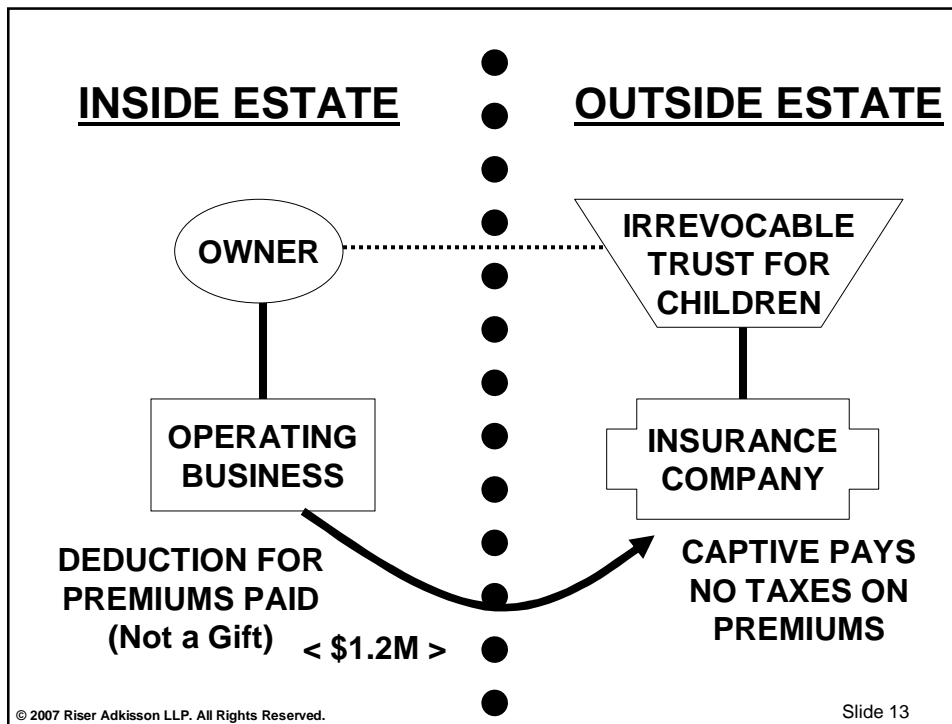 INSIDE ESTATE
OUTSIDE ESTATE
OWNER
IRREVOCABLE
TRUST FOR
CHILDREN
OPERATING
BUSINESS
INSURANCE
COMPANY
DEDUCTION FOR
PREMIUMS PAID
(Not a Gift)
< $1.2M >
CAPTIVE PAYS
NO TAXES ON
PREMIUMS
© 2007 Riser Adkisson LLP. All Rights Reserved.
Slide 13